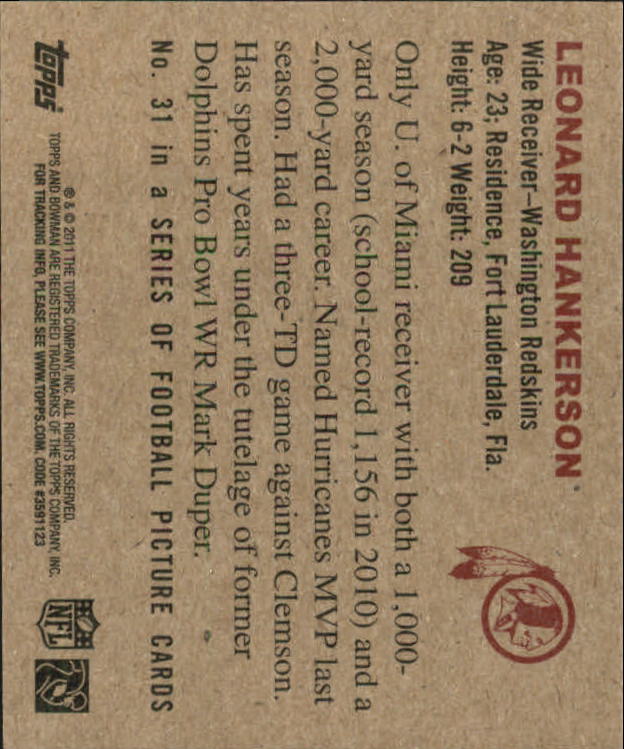 LEONARD HANKERSON
Wide Receiver–Washington Redskins
Age: 23; Residence, Fort Lauderdale, Fla.
Height: 6-2 Weight: 209
Only U. of Miami receiver with both a 1,000-
yard season (school-record 1,156 in 2010) and a
2,000-yard career. Named Hurricanes MVP last
season. Had a three-TD game against Clemson.
Has spent years under the tutelage of former
Dolphins Pro Bowl WR Mark Duper.
No. 31 in a SERIES OF FOOTBALL PICTURE CARDS
topps
® & © 2011 THE TOPPS COMPANY, INC. ALL RIGHTS RESERVED.
TOPPS AND BOWMAN ARE REGISTERED TRADEMARKS OF THE TOPPS COMPANY, INC.
FOR TRACKING INFO, PLEASE SEE WWW.TOPPS.COM. CODE #3591123
NFL